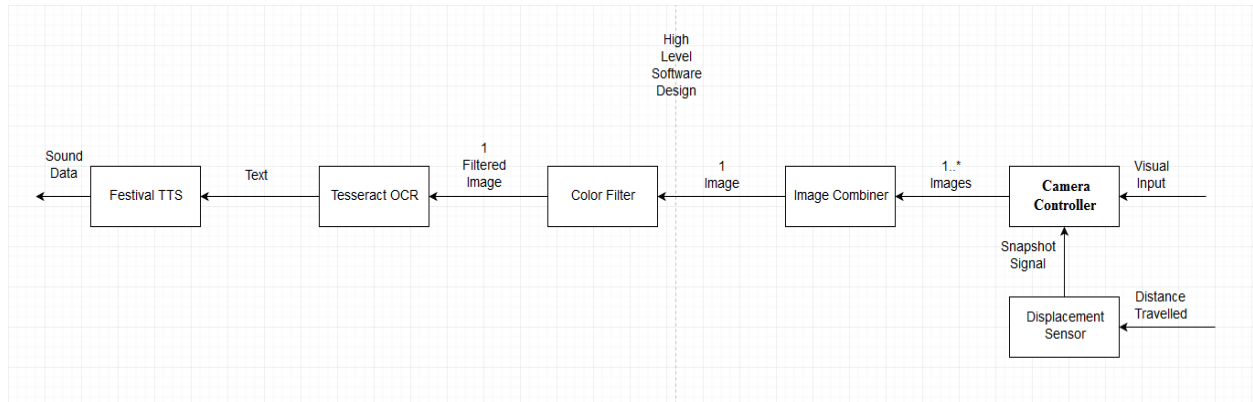 High
Level
Software
Design
Sound
Data
Festival TTS
Text
Tesseract OCR
1
Filtered
Image
Color Filter
1
Image
Image Combiner
1..*
Images
Camera
Controller
Visual
Input
Snapshot
Signal
Displacement
Sensor
Distance
Travelled